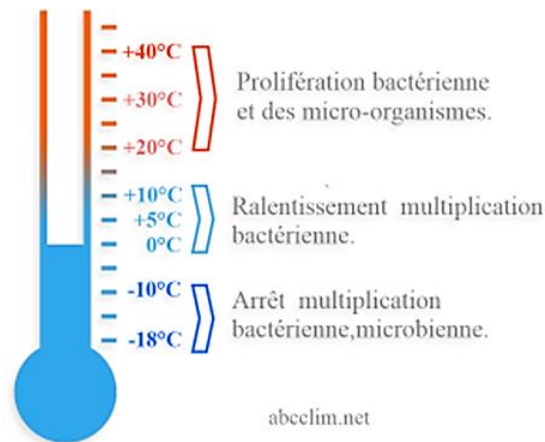 +40°C
+30°C
+20°C
Prolifération bactérienne
et des micro-organismes.
+10°C
+5°C
0°C
Ralentissement multiplication
bactérienne.
-10°C
-18°C
Arrêt multiplication
bactérienne,microbienne.
abcclim.net